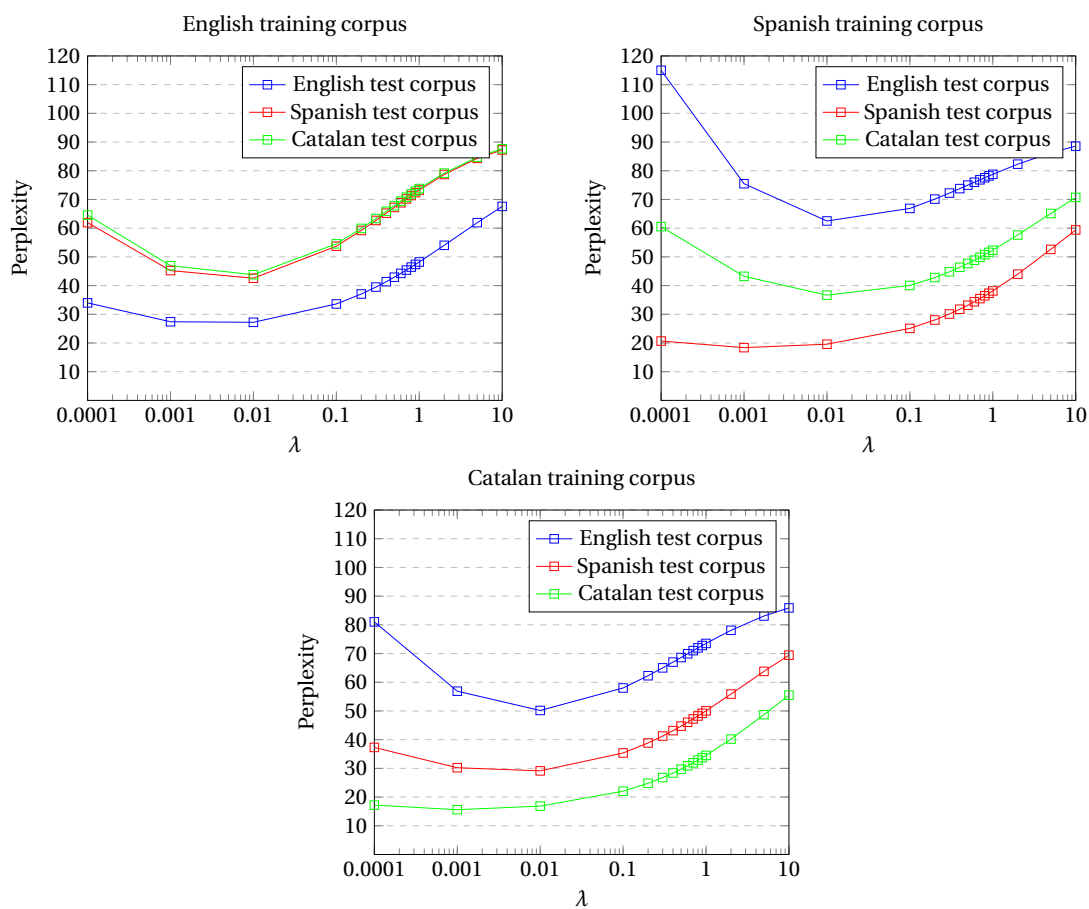 English training corpus
120
110
100
90
80
70
60
50
40
30
20
10
Perplexity
English test corpus
Spanish test corpus
Catalan test corpus
0.0001 0.001 0.01 0.1 1 10
λ
Spanish training corpus
120
110
100
90
80
70
60
50
40
30
20
10
Perplexity
English test corpus
Spanish test corpus
Catalan test corpus
0.0001 0.001 0.01 0.1 1 10
λ
Catalan training corpus
120
110
100
90
80
70
60
50
40
30
20
10
Perplexity
English test corpus
Spanish test corpus
Catalan test corpus
0.0001 0.001 0.01 0.1 1 10
λ